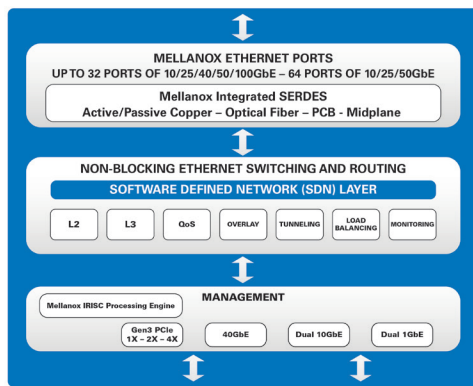 MELLANOX ETHERNET PORTS
UP TO 32 PORTS OF 10/25/40/50/100GbE – 64 PORTS OF 10/25/50GbE
Mellanox Integrated SERDES
Active/Passive Copper – Optical Fiber – PCB - Midplane
NON-BLOCKING ETHERNET SWITCHING AND ROUTING
SOFTWARE DEFINED NETWORK (SDN) LAYER
L2
L3
QoS
OVERLAY
TUNNELING
LOAD
BALANCING
MONITORING
MANAGEMENT
Mellanox IRISC Processing Engine
Gen3 PCIe
1X – 2X – 4X
40GbE
Dual 10GbE
Dual 1GbE